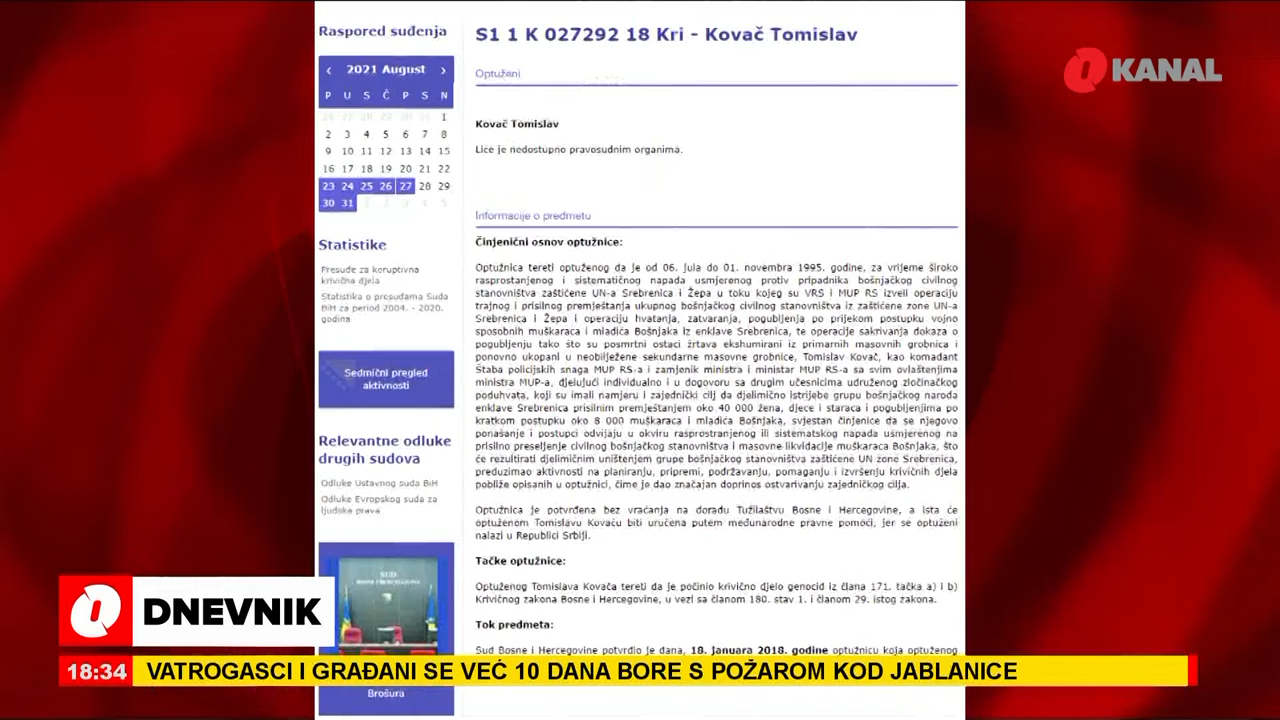 Raspored suđenja
‹ 2021 August ›
P U S Č P S N
26 27 28 29 30 31 1
2 3 4 5 6 7 8
9 10 11 12 13 14 15
16 17 18 19 20 21 22
23 24 25 26 27 28 29
30 31 1 2 3 4 5
Statistike
Presude za koruptivna
krivična djela
Statistika o presudama Suda
BiH za period 2004. - 2020.
godina
Sedmični pregled
aktivnosti
Relevantne odluke
drugih sudova
Odluke Ustavnog suda BiH
Odluke Evropskog suda za
ljudska prava
SUD
BOSNE I HERCEGOVINE
Brošura
S1 1 K 027292 18 Kri - Kovač Tomislav
Optuženi
Kovač Tomislav
Lice je nedostupno pravosudnim organima.
Informacije o predmetu
Činjenični osnov optužnice:
Optužnica tereti optuženog da je od 06. jula do 01. novembra 1995. godine, za vrijeme široko
rasprostanjenog i sistematičnog napada usmjerenog protiv pripadnika bošnjačkog civilnog
stanovništva zaštićene UN-a Srebrenica i Žepa u toku kojeg su VRS i MUP RS izveli operaciju
trajnog i prisilnog premještanja ukupnog bošnjačkog civilnog stanovništva iz zaštićene zone UN-a
Srebrenica i Žepa i operaciju hvatanja, zatvaranja, pogubljenja po prijekom postupku vojno
sposobnih muškaraca i mladića Bošnjaka iz enklave Srebrenica, te operacije sakrivanja dokaza o
pogubljenju tako što su posmrtni ostaci žrtava ekshumirani iz primarnih masovnih grobnica i
ponovno ukopani u neobilježene sekundarne masovne grobnice, Tomislav Kovač, kao komadant
Štaba policijskih snaga MUP RS-a i zamjenik ministra i ministar MUP RS-a sa svim ovlaštenjima
ministra MUP-a, djelujući individualno i u dogovoru sa drugim učesnicima udruženog zločinačkog
poduhvata, koji su imali namjeru i zajednički cilj da djelimično istrijebe grupu bošnjačkog naroda
enklave Srebrenica prisilnim premještanjem oko 40 000 žena, djece i staraca i pogubljenjima po
kratkom postupku oko 8 000 muškaraca i mladića Bošnjaka, svjestan činjenice da se njegovo
ponašanje i postupci odvijaju u okviru rasprostranjenog ili sistematskog napada usmjerenog na
prisilno preseljenje civilnog bošnjačkog stanovništva i masovne likvidacije muškaraca Bošnjaka, što
će rezultirati djelimičnim uništenjem grupe bošnjačkog stanovništva zaštićene UN zone Srebrenica,
preduzimao aktivnosti na planiranju, pripremi, podržavanju, pomaganju i izvršenju krivičnih djela
pobliže opisanih u optužnici, čime je dao značajan doprinos ostvarivanju zajedničkog cilja.
Optužnica je potvrđena bez vraćanja na doradu Tužilaštvu Bosne i Hercegovine, a ista će
optuženom Tomislavu Kovaču biti uručena putem međunarodne pravne pomoći, jer se optuženi
nalazi u Republici Srbiji.
Tačke optužnice:
Optuženog Tomislava Kovača tereti da je počinio krivično djelo genocid iz člana 171. tačka a) i b)
Krivičnog zakona Bosne i Hercegovine, u vezi sa članom 180. stav 1. i članom 29. istog zakona.
Tok predmeta:
Sud Bosne i Hercegovine potvrdio je dana, 18. januara 2018. godine optužnicu koja optuženog
KANAL
DNEVNIK
18:34 VATROGASCI I GRAĐANI SE VEĆ 10 DANA BORE S POŽAROM KOD JABLANICE